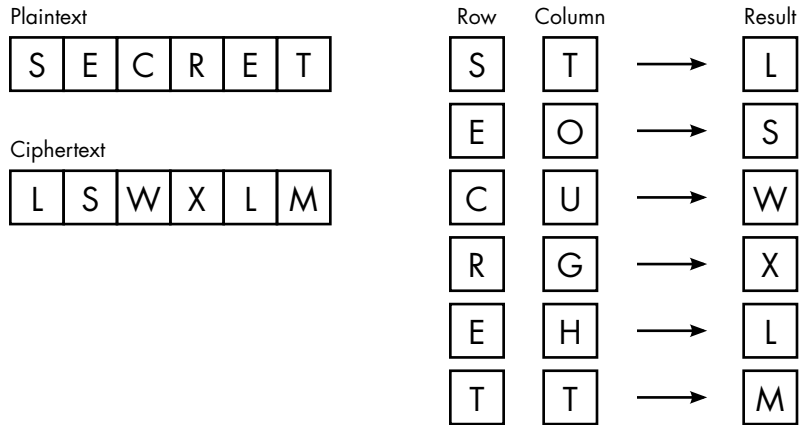 Plaintext
S E C R E T
Ciphertext
L S W X L M
Row Column Result
S T L
E O S
C U W
R G X
E H L
T T M